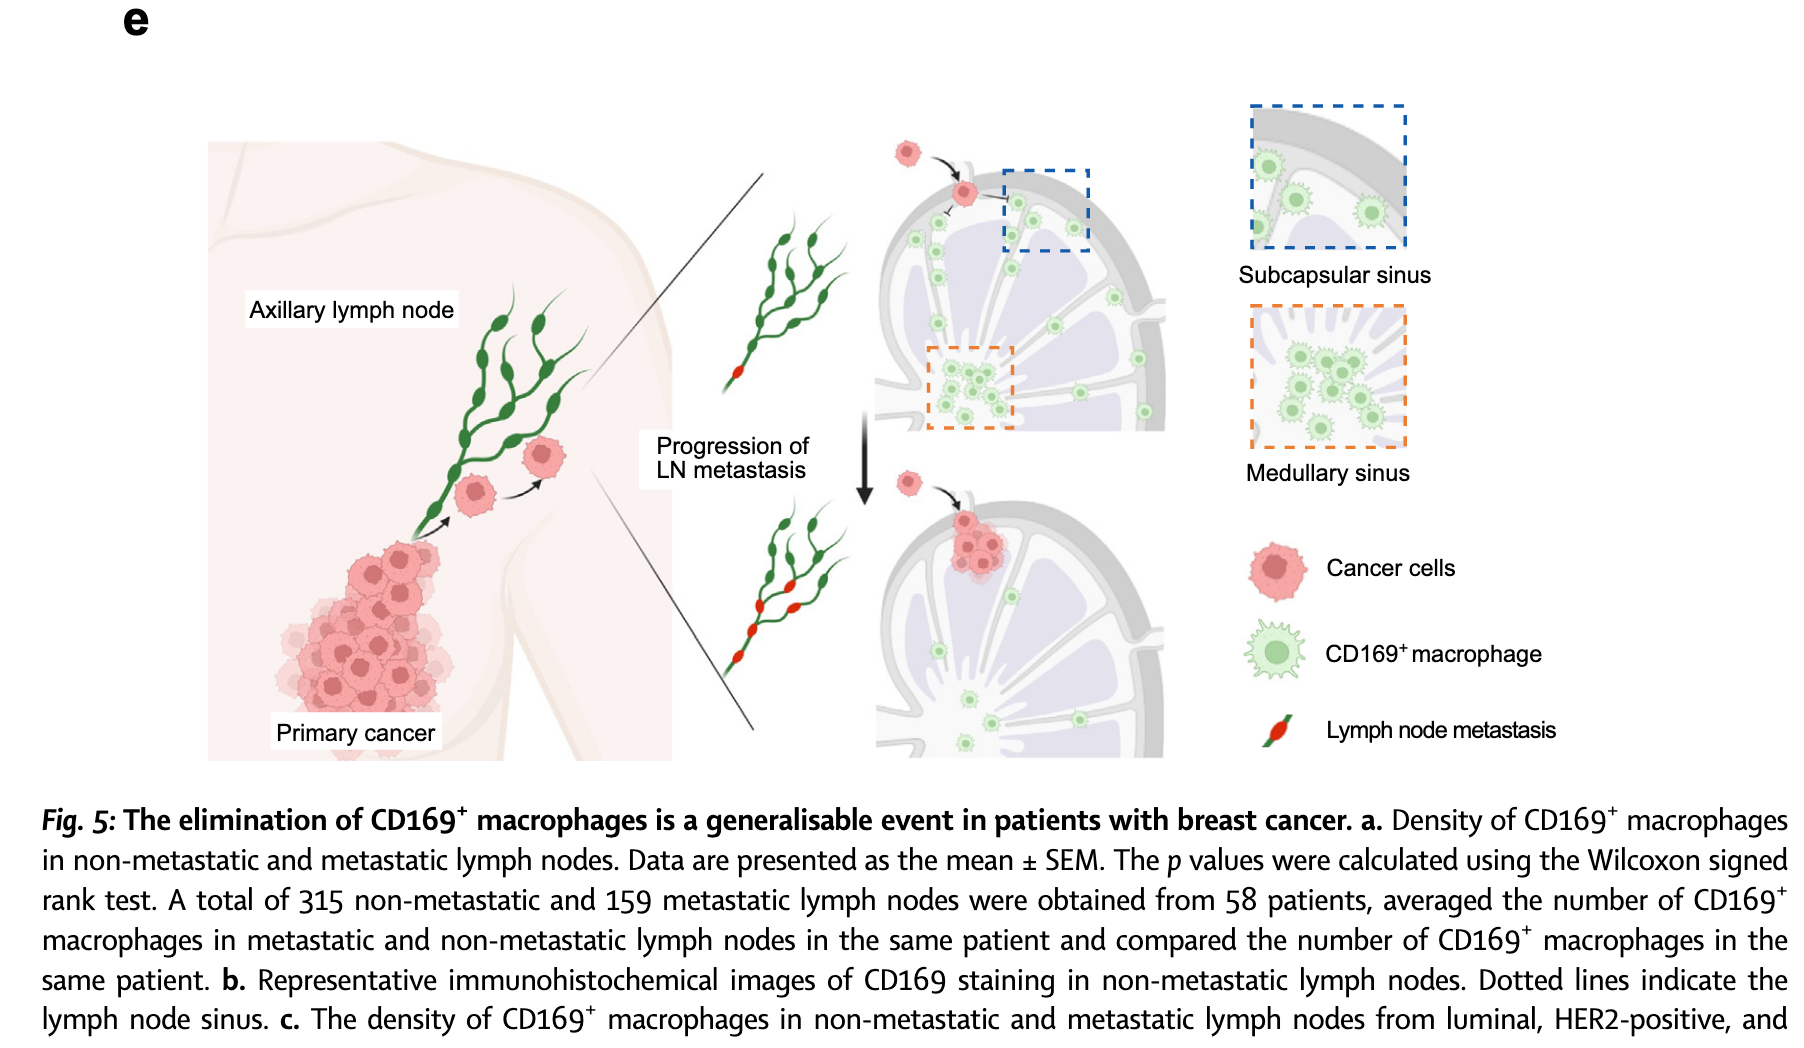 e
Axillary lymph node
Primary cancer
Progression of
LN metastasis
Subcapsular sinus
Medullary sinus
Cancer cells
CD169⁺ macrophage
Lymph node metastasis
Fig. 5: The elimination of CD169⁺ macrophages is a generalisable event in patients with breast cancer. a. Density of CD169⁺ macrophages
in non-metastatic and metastatic lymph nodes. Data are presented as the mean ± SEM. The p values were calculated using the Wilcoxon signed
rank test. A total of 315 non-metastatic and 159 metastatic lymph nodes were obtained from 58 patients, averaged the number of CD169⁺
macrophages in metastatic and non-metastatic lymph nodes in the same patient and compared the number of CD169⁺ macrophages in the
same patient. b. Representative immunohistochemical images of CD169 staining in non-metastatic lymph nodes. Dotted lines indicate the
lymph node sinus. c. The density of CD169⁺ macrophages in non-metastatic and metastatic lymph nodes from luminal, HER2-positive, and